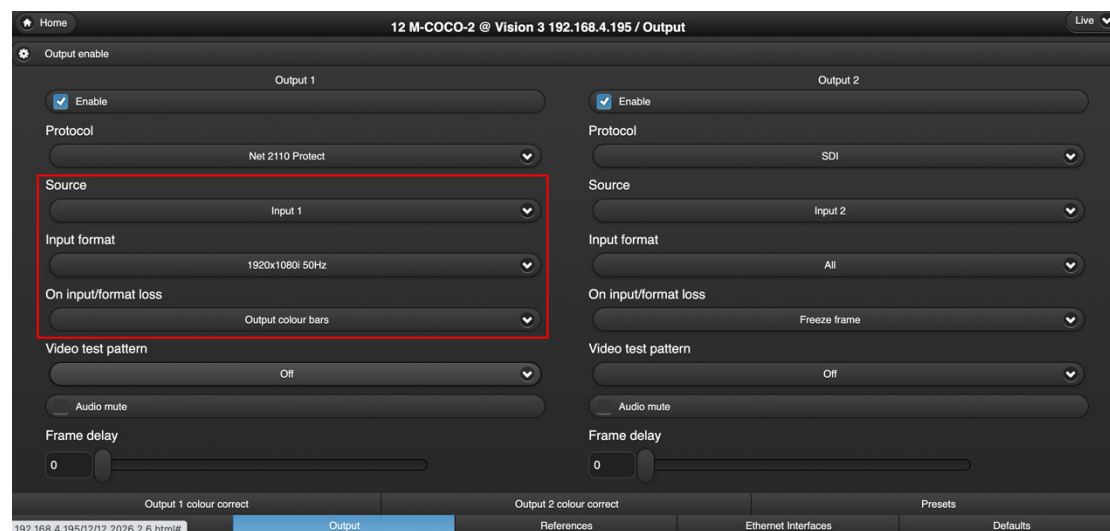 Home
12 M-COCO-2 @ Vision 3 192.168.4.195 / Output
Live
Output enable
Output 1
Enable
Protocol
Net 2110 Protect
Source
Input 1
Input format
1920x1080i 50Hz
On input/format loss
Output colour bars
Video test pattern
Off
Audio mute
Frame delay
0
Output 2
Enable
Protocol
SDI
Source
Input 2
Input format
All
On input/format loss
Freeze frame
Video test pattern
Off
Audio mute
Frame delay
0
Output 1 colour correct
Output 2 colour correct
Presets
192.168.4.195/12/12.2026.2.6.html#
Output
References
Ethernet Interfaces
Defaults